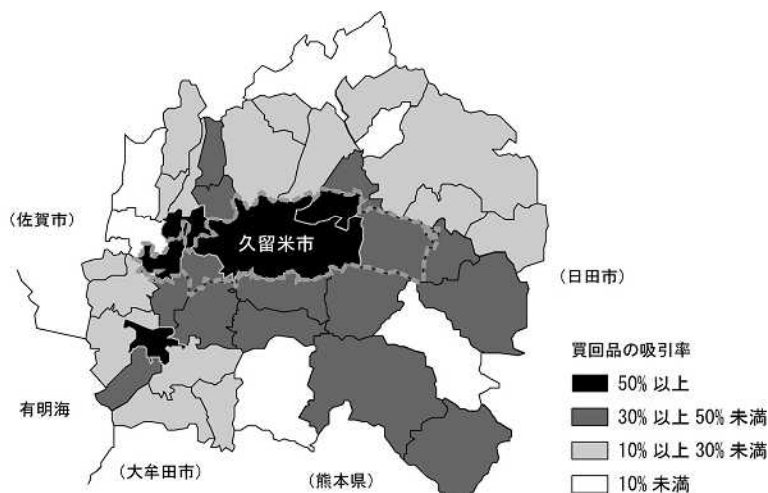 (佐賀市)
久留米市
(日田市)
有明海
(大牟田市)
(熊本県)
買回品の吸引率
50% 以上
30% 以上 50% 未満
10% 以上 30% 未満
10% 未満